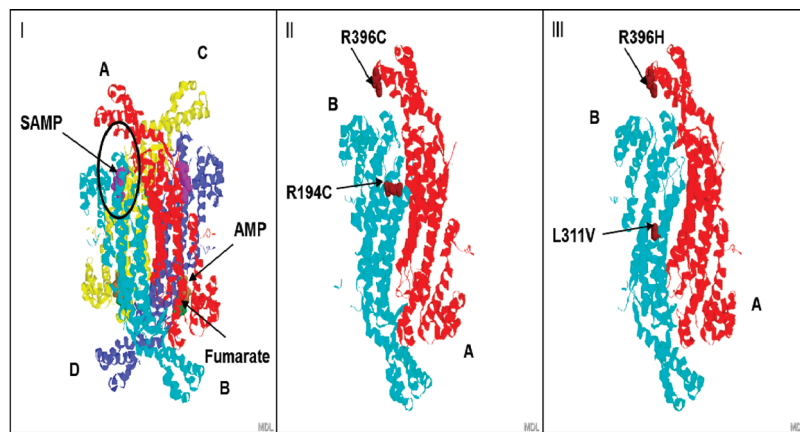 I
A
C
SAMP
AMP
Fumarate
D
B
MDL
II
R396C
B
R194C
A
MDL
III
R396H
B
L311V
A
MDL